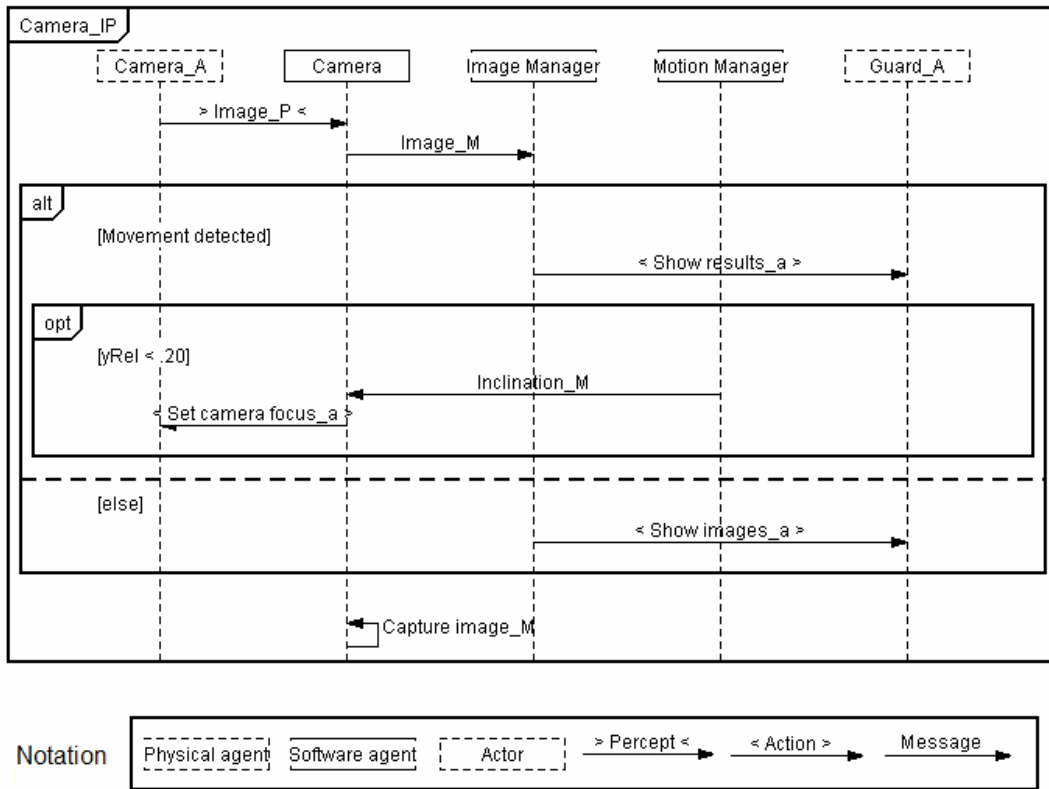 Camera_IP
Camera_A
Camera
Image Manager
Motion Manager
Guard_A
> Image_P <
Image_M
alt
[Movement detected]
< Show results_a >
opt
[yRel < .20]
Inclination_M
< Set camera focus_a >
[else]
< Show images_a >
Capture image_M
Notation
Physical agent
Software agent
Actor
> Percept <
< Action >
Message